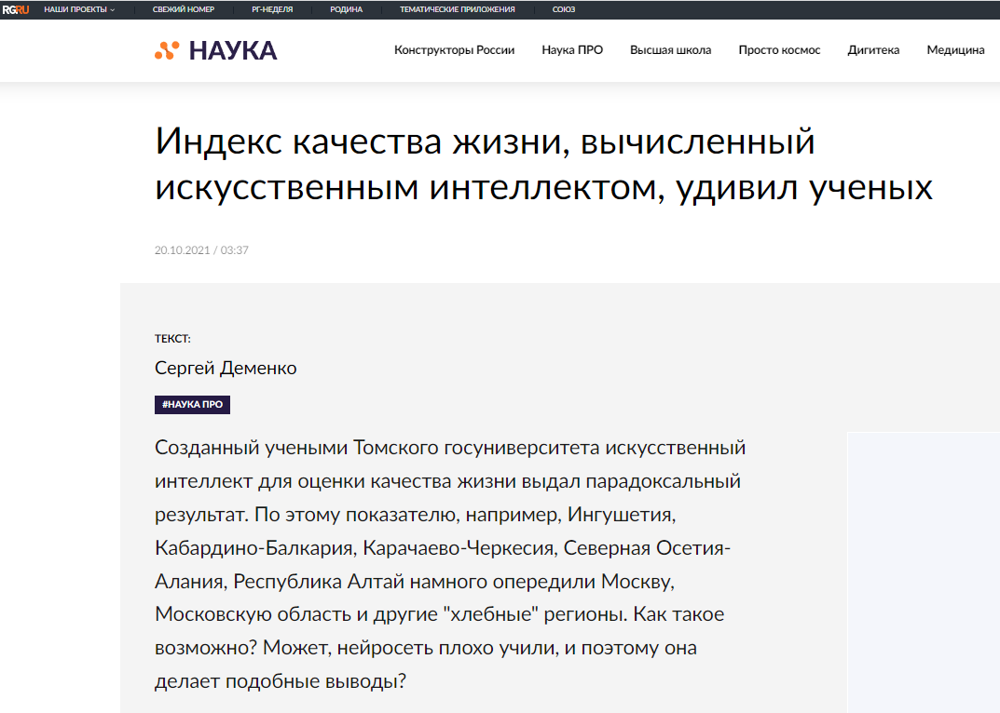 RGRU НАШИ ПРОЕКТЫ СВЕЖИЙ НОМЕР РГ-НЕДЕЛЯ РОДИНА ТЕМАТИЧЕСКИЕ ПРИЛОЖЕНИЯ СОЮЗ
НАУКА Конструкторы России Наука ПРО Высшая школа Просто космос Дигитека Медицина
Индекс качества жизни, вычисленный
искусственным интеллектом, удивил ученых
20.10.2021 / 03:37
ТЕКСТ:
Сергей Деменко
#НАУКА ПРО
Созданный учеными Томского госуниверситета искусственный
интеллект для оценки качества жизни выдал парадоксальный
результат. По этому показателю, например, Ингушетия,
Кабардино-Балкария, Карачаево-Черкесия, Северная Осетия-
Алания, Республика Алтай намного опередили Москву,
Московскую область и другие "хлебные" регионы. Как такое
возможно? Может, нейросеть плохо учили, и поэтому она
делает подобные выводы?